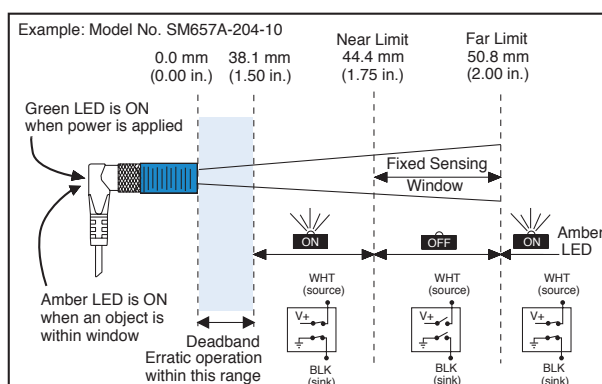 Example: Model No. SM657A-204-10
0.0 mm
(0.00 in.)
38.1 mm
(1.50 in.)
Near Limit
44.4 mm
(1.75 in.)
Far Limit
50.8 mm
(2.00 in.)
Green LED is ON
when power is applied
Fixed Sensing
Window
ON
OFF
ON
Amber
LED
Amber LED is ON
when an object is
within window
Deadband
Erratic operation
within this range
WHT
(source)
V+
BLK
(sink)
WHT
(source)
V+
BLK
(sink)
WHT
(source)
V+
BLK
(sink)